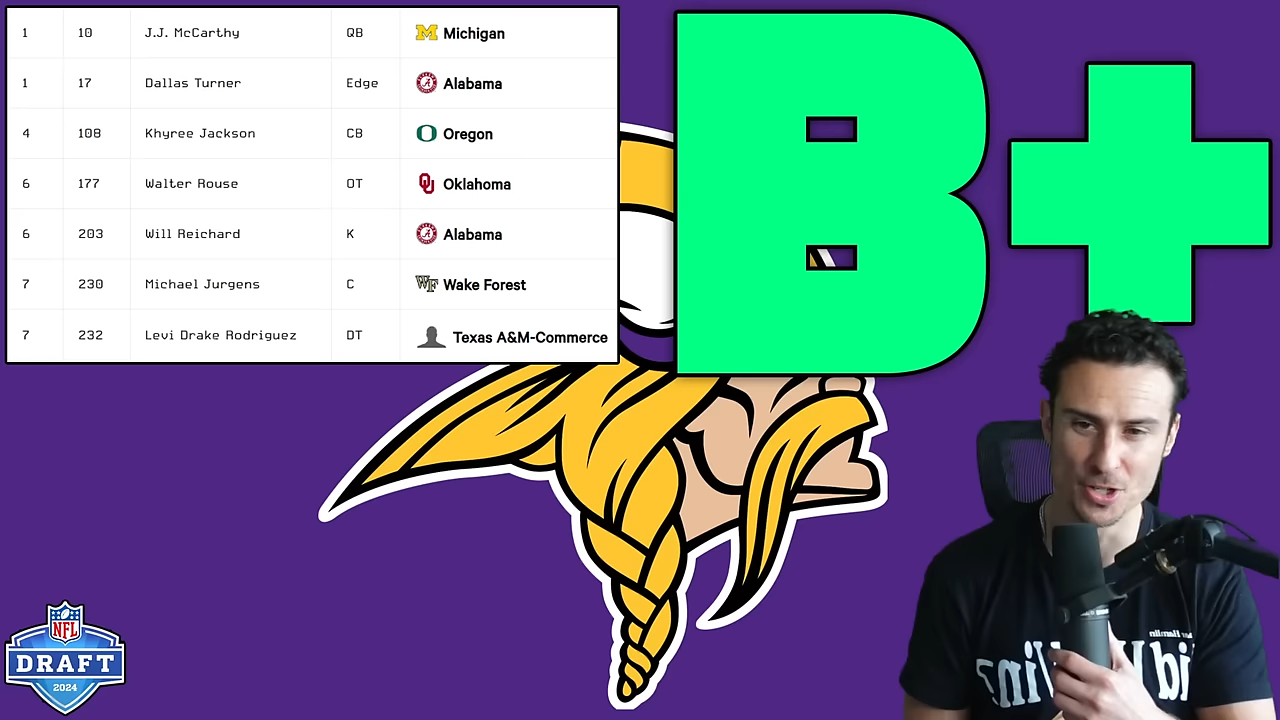 1 10 J.J. McCarthy QB M Michigan
1 17 Dallas Turner Edge A Alabama
4 108 Khyree Jackson CB O Oregon
6 177 Walter Rouse OT OU Oklahoma
6 203 Will Reichard K A Alabama
7 230 Michael Jurgens C WF Wake Forest
7 232 Levi Drake Rodriguez DT Texas A&M-Commerce
B+
NFL
DRAFT
2024